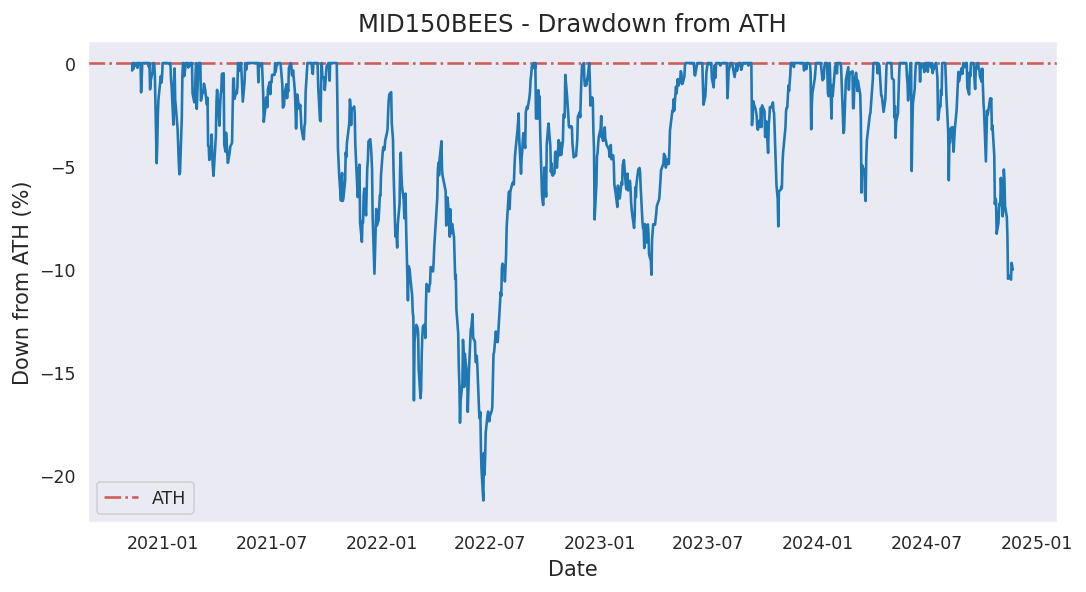 MID150BEES - Drawdown from ATH
Down from ATH (%)
0
−5
−10
−15
−20
ATH
2021-01 2021-07 2022-01 2022-07 2023-01 2023-07 2024-01 2024-07 2025-01
Date